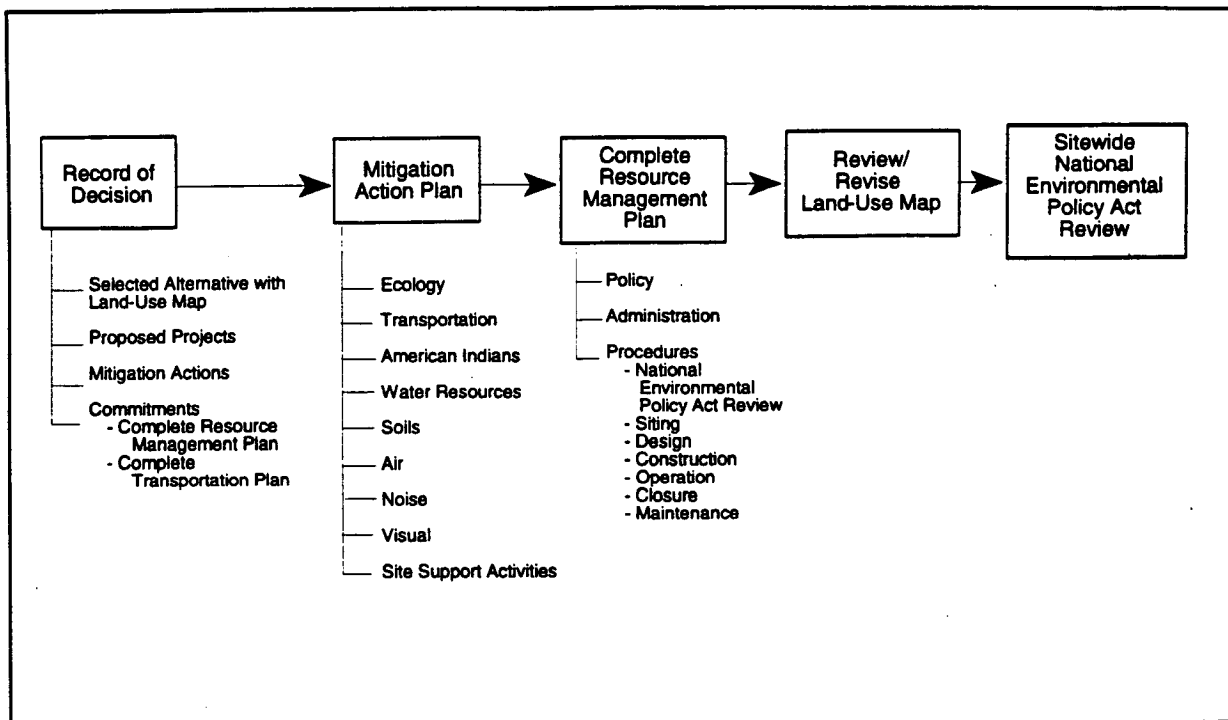 Record of
Decision
Mitigation
Action Plan
Complete
Resource
Management
Plan
Review/
Revise
Land-Use Map
Sitewide
National
Environmental
Policy Act
Review
Selected Alternative with
Land-Use Map
Proposed Projects
Mitigation Actions
Commitments
- Complete Resource
Management Plan
- Complete
Transportation Plan
Ecology
Transportation
American Indians
Water Resources
Soils
Air
Noise
Visual
Site Support Activities
Policy
Administration
Procedures
- National
Environmental
Policy Act Review
- Siting
- Design
- Construction
- Operation
- Closure
- Maintenance